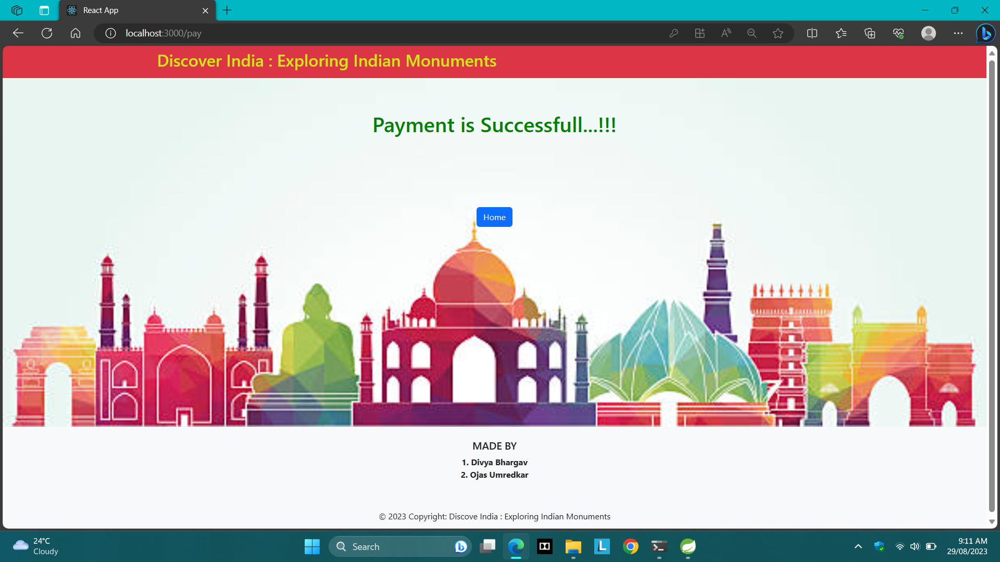 React App
localhost:3000/pay
Discover India : Exploring Indian Monuments
Payment is Successfull...!!!
Home
MADE BY
1. Divya Bhargav
2. Ojas Umredkar
© 2023 Copyright: Discove India : Exploring Indian Monuments
24°C
Cloudy
Search
9:11 AM
29/08/2023